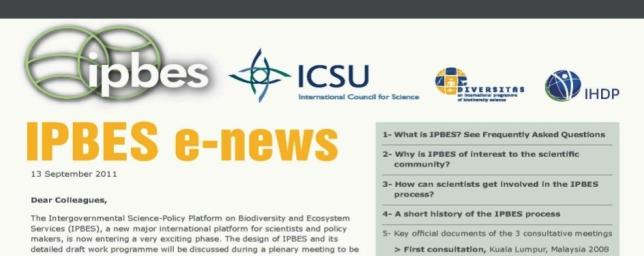 ipbes
ICSU
International Council for Science
DIVERSITAS
an international programme
of biodiversity science
IHDP
IPBES e-news
13 September 2011
Dear Colleagues,
The Intergovernmental Science-Policy Platform on Biodiversity and Ecosystem
Services (IPBES), a new major international platform for scientists and policy
makers, is now entering a very exciting phase. The design of IPBES and its
detailed draft work programme will be discussed during a plenary meeting to be
1- What is IPBES? See Frequently Asked Questions
2- Why is IPBES of interest to the scientific
community?
3- How can scientists get involved in the IPBES
process?
4- A short history of the IPBES process
5- Key official documents of the 3 consultative meetings
> First consultation, Kuala Lumpur, Malaysia 2008